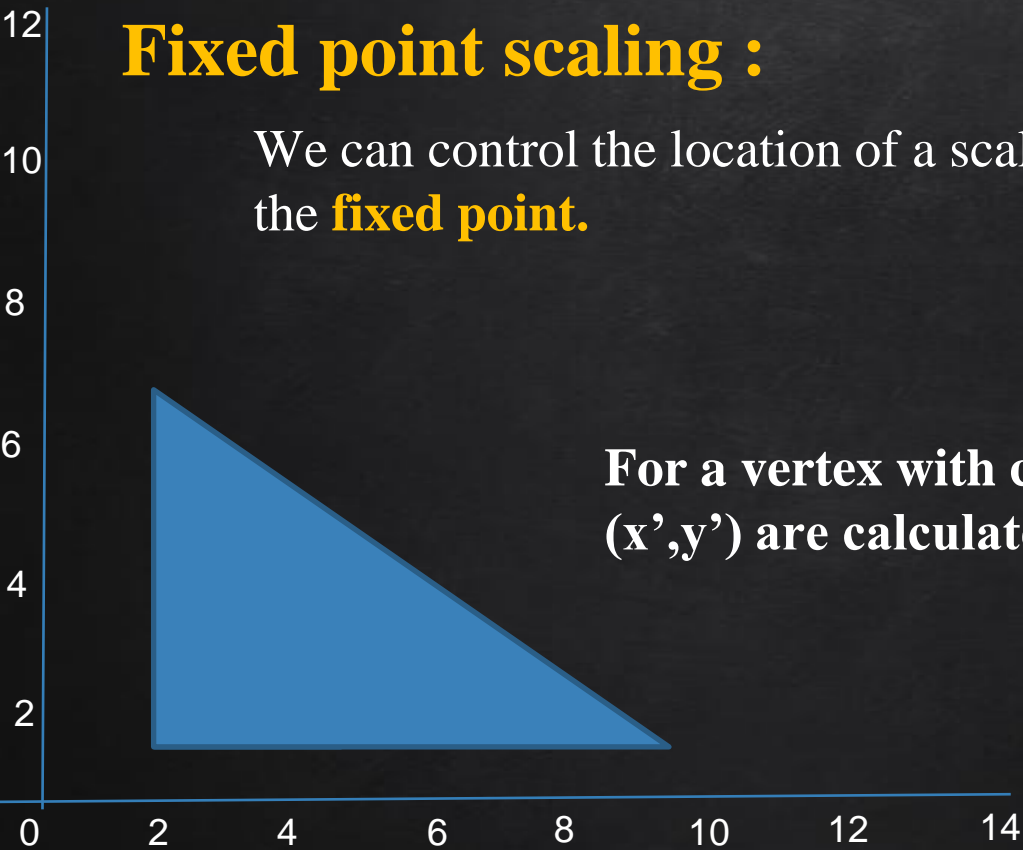 Fixed point scaling :
We can control the location of a scal
the fixed point.
For a vertex with
(x’,y’) are calculat
12
10
8
6
4
2
0 2 4 6 8 10 12 14